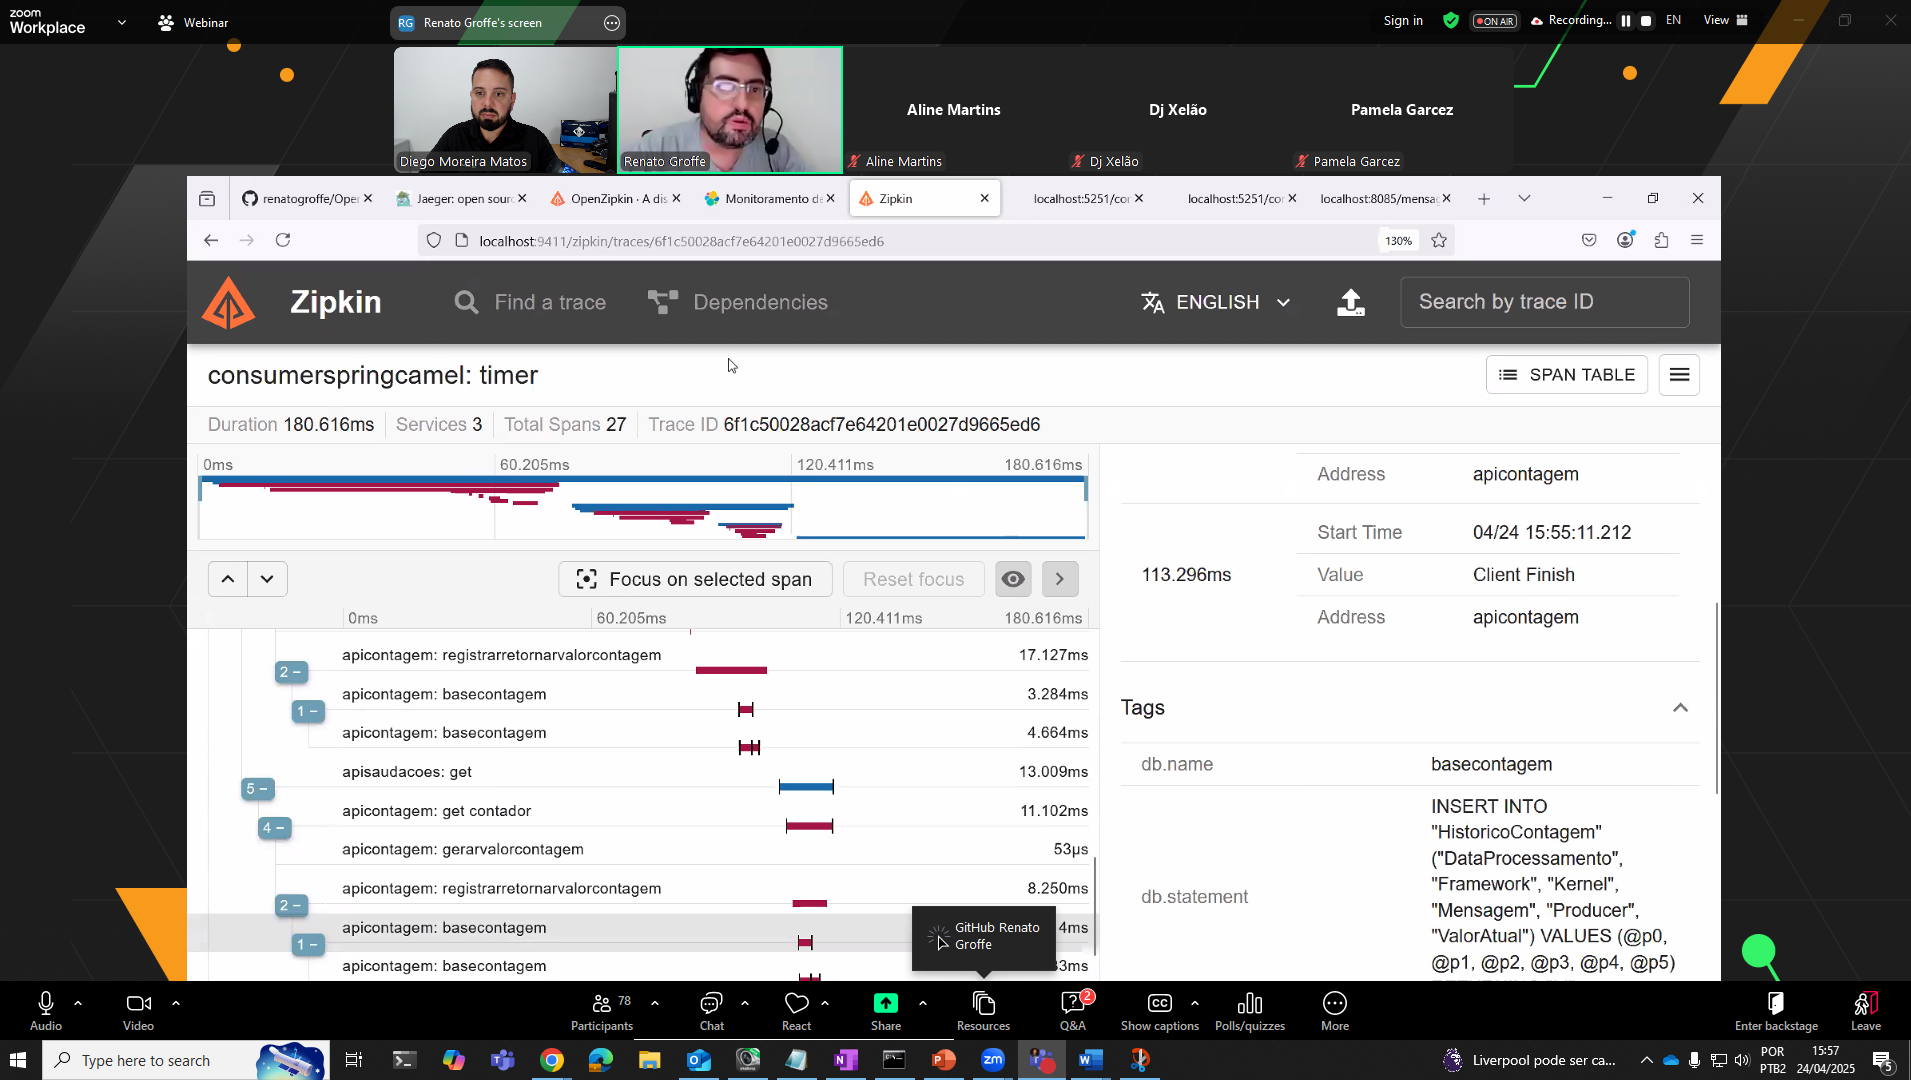 zoom
Workplace
Webinar
RG Renato Groffe's screen
Sign in
ON AIR
Recording...
EN
View
Diego Moreira Matos
Renato Groffe
Aline Martins
Aline Martins
Dj Xelão
Dj Xelão
Pamela Garcez
Pamela Garcez
renatogroffe/Oper
Jaeger: open sour
OpenZipkin · A dis
Monitoramento de
Zipkin
localhost:5251/cor
localhost:5251/cor
localhost:8085/mensag
localhost:9411/zipkin/traces/6f1c50028acf7e64201e0027d9665ed6
130%
Zipkin
Find a trace
Dependencies
ENGLISH
Search by trace ID
consumerspringcamel: timer
SPAN TABLE
Duration 180.616ms
Services 3
Total Spans 27
Trace ID 6f1c50028acf7e64201e0027d9665ed6
0ms
60.205ms
120.411ms
180.616ms
Focus on selected span
Reset focus
0ms
60.205ms
120.411ms
180.616ms
apicontagem: registrarretornarvalorcontagem 17.127ms
2 −
apicontagem: basecontagem 3.284ms
1 −
apicontagem: basecontagem 4.664ms
apisaudacoes: get 13.009ms
5 −
apicontagem: get contador 11.102ms
4 −
apicontagem: gerarvalorcontagem 53μs
apicontagem: registrarretornarvalorcontagem 8.250ms
2 −
apicontagem: basecontagem 4ms
1 −
apicontagem: basecontagem 3ms
GitHub Renato
Groffe
Address apicontagem
113.296ms
Start Time 04/24 15:55:11.212
Value Client Finish
Address apicontagem
Tags
db.name basecontagem
db.statement
INSERT INTO
"HistoricoContagem"
("DataProcessamento",
"Framework", "Kernel",
"Mensagem", "Producer",
"ValorAtual") VALUES (@p0,
@p1, @p2, @p3, @p4, @p5)
Audio
Video
78
Participants
Chat
React
Share
Resources
2
Q&A
CC
Show captions
Polls/quizzes
More
Enter backstage
Leave
Type here to search
zm
Liverpool pode ser ca...
POR
PTB2
15:57
24/04/2025
5